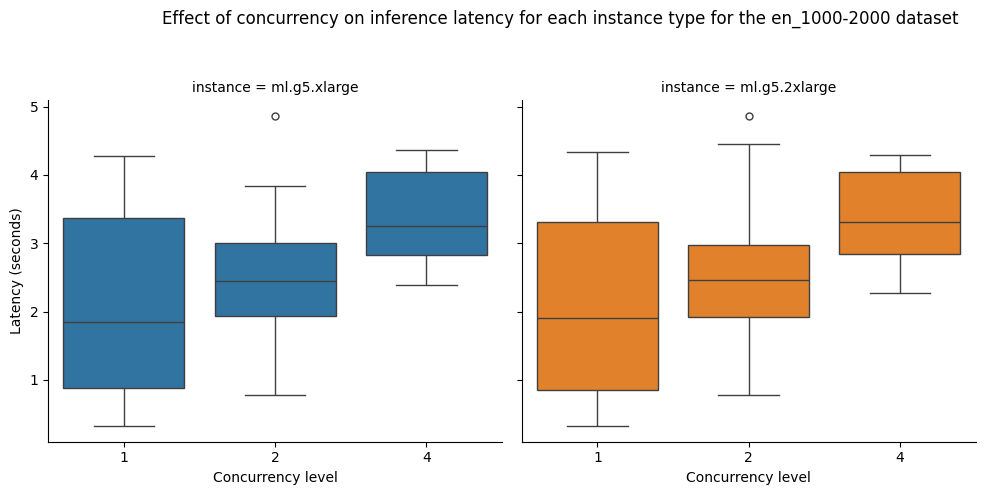 Effect of concurrency on inference latency for each instance type for the en_1000-2000 dataset
instance = ml.g5.xlarge
instance = ml.g5.2xlarge
Latency (seconds)
5
4
3
2
1
1
2
4
1
2
4
Concurrency level
Concurrency level